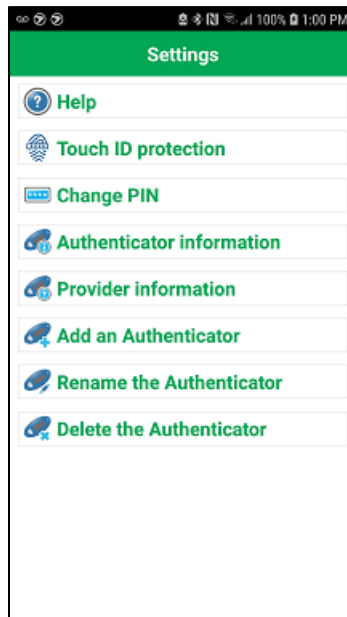 100% 1:00 PM
Settings
Help
Touch ID protection
Change PIN
Authenticator information
Provider information
Add an Authenticator
Rename the Authenticator
Delete the Authenticator